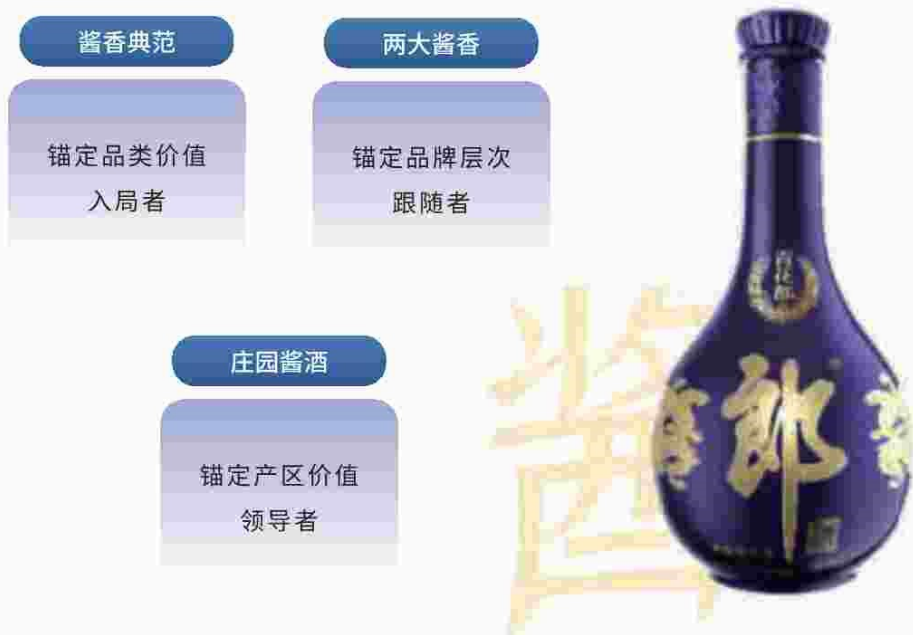 酱香典范
两大酱香
锚定品类价值
入局者
锚定品牌层次
跟随者
庄园酱酒
锚定产区价值
领导者
酱
郎